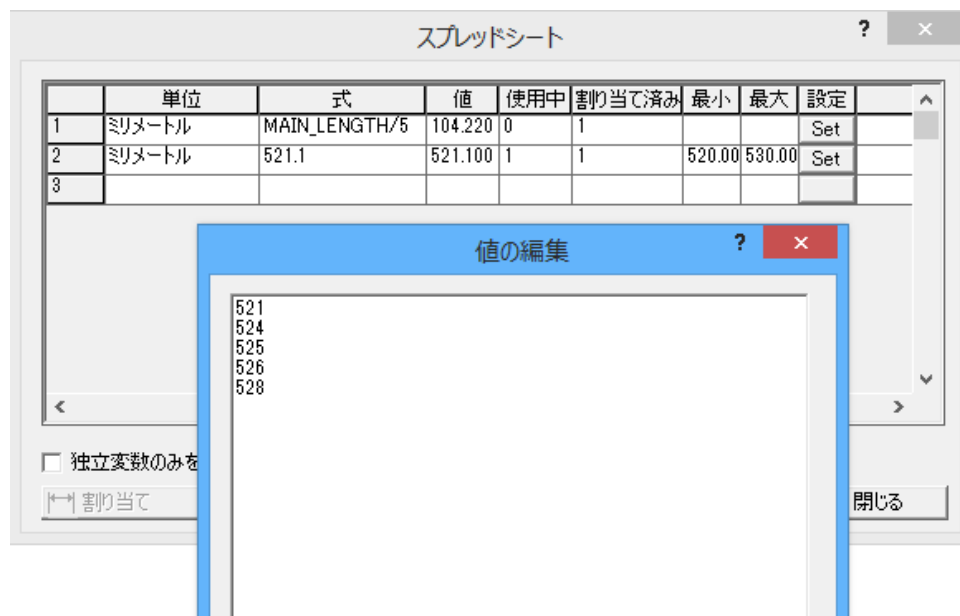 スプレッドシート ? ×
単位 式 値 使用中 割り当て済み 最小 最大 設定
1 ミリメートル MAIN_LENGTH/5 104.220 0 1 Set
2 ミリメートル 521.1 521.100 1 1 520.00 530.00 Set
3
値の編集 ? ×
521
524
525
526
528
独立変数のみを
割り当て 閉じる